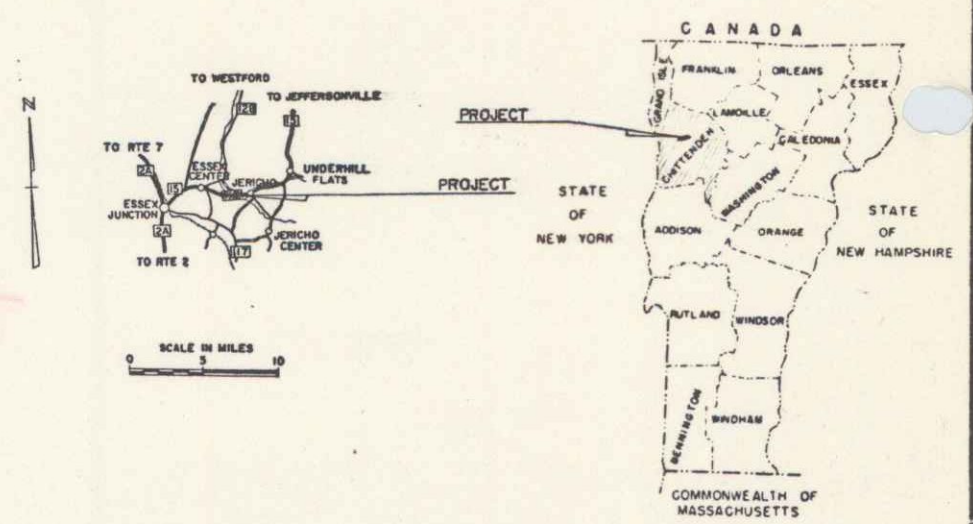 N
TO WESTFORD
128
TO JEFFERSONVILLE
15
TO RTE 7
2A
15
ESSEX
CENTER
JERICHO
UNDERHILL
FLATS
ESSEX
JUNCTION
2A
JERICHO
CENTER
117
TO RTE 2
PROJECT
SCALE IN MILES
0 5 10
CANADA
GRAND ISLE
FRANKLIN
ORLEANS
ESSEX
LAMOILLE
PROJECT
CHITTENDEN
CALEDONIA
WASHINGTON
STATE
OF
NEW YORK
ADDISON
ORANGE
STATE
OF
NEW HAMPSHIRE
RUTLAND
WINDSOR
BENNINGTON
WINDHAM
COMMONWEALTH OF
MASSACHUSETTS